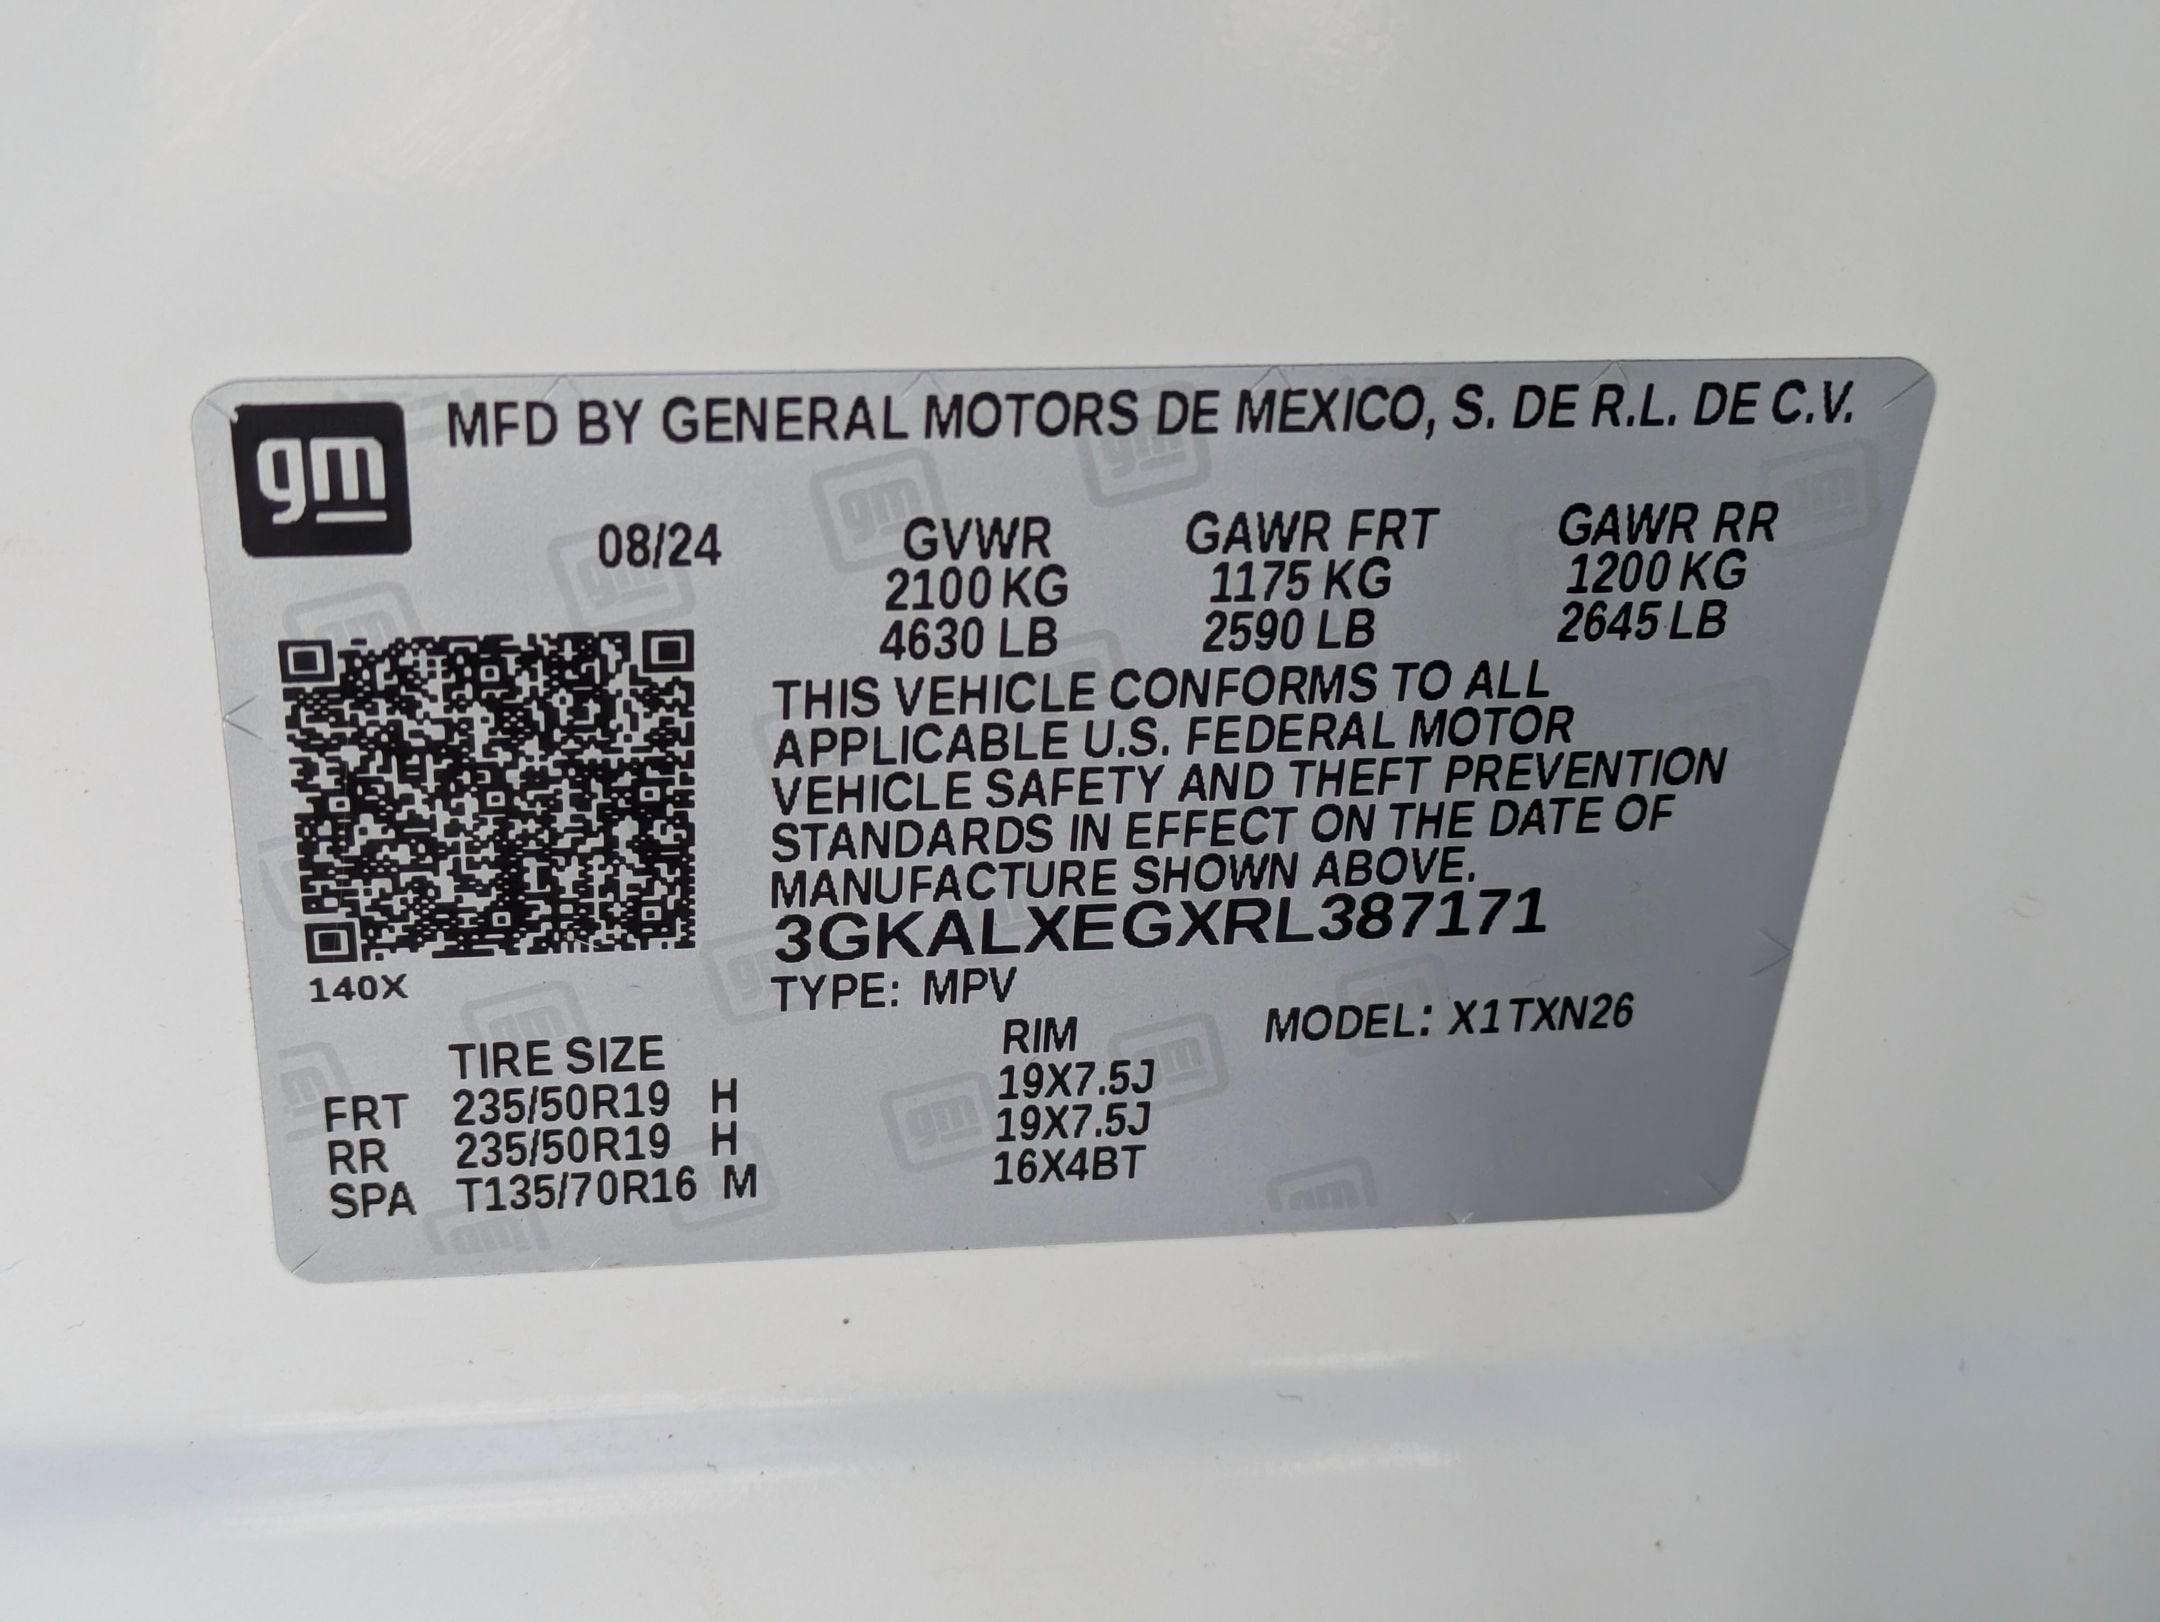 gm MFD BY GENERAL MOTORS DE MEXICO, S. DE R.L. DE C.V.
08/24 GVWR GAWR FRT GAWR RR
2100 KG 1175 KG 1200 KG
4630 LB 2590 LB 2645 LB
THIS VEHICLE CONFORMS TO ALL
APPLICABLE U.S. FEDERAL MOTOR
VEHICLE SAFETY AND THEFT PREVENTION
STANDARDS IN EFFECT ON THE DATE OF
MANUFACTURE SHOWN ABOVE.
3GKALXEGXRL387171
140X
TYPE: MPV
MODEL: X1TXN26
TIRE SIZE RIM
FRT 235/50R19 H 19X7.5J
RR 235/50R19 H 19X7.5J
SPA T135/70R16 M 16X4BT